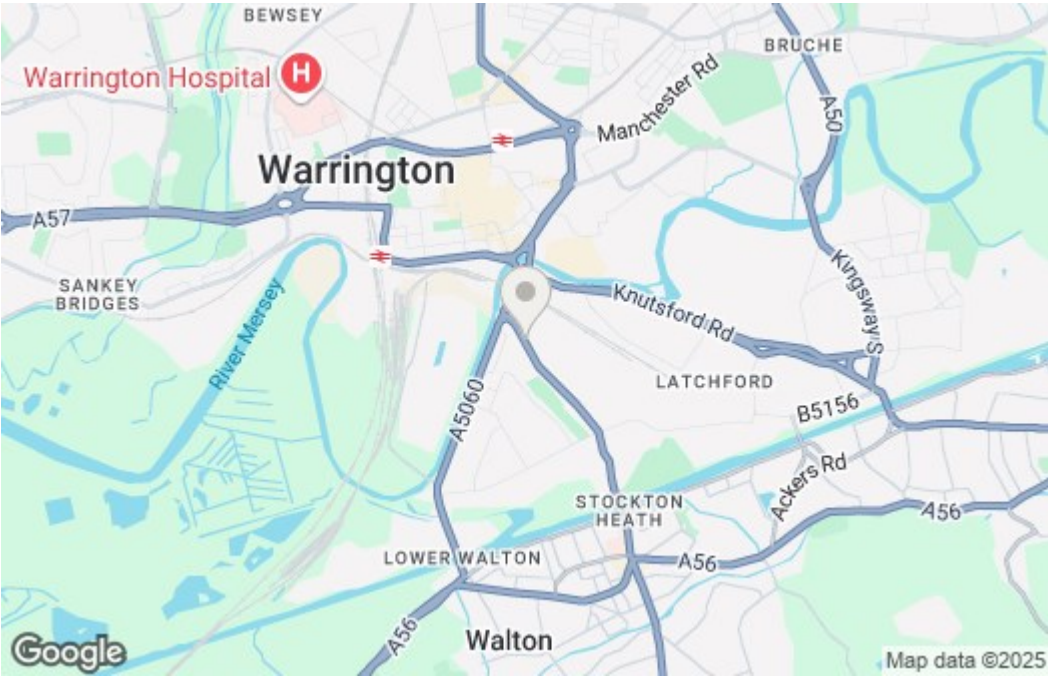 BEWSEY
BRUCHE
Warrington Hospital
H
Manchester Rd
A50
Warrington
A57
SANKEY
BRIDGES
River Mersey
Knutsford Rd
Kingsway S
LATCHFORD
A5060
B5156
Ackers Rd
STOCKTON
HEATH
A56
LOWER WALTON
A56
A56
Walton
Google
Map data ©2025